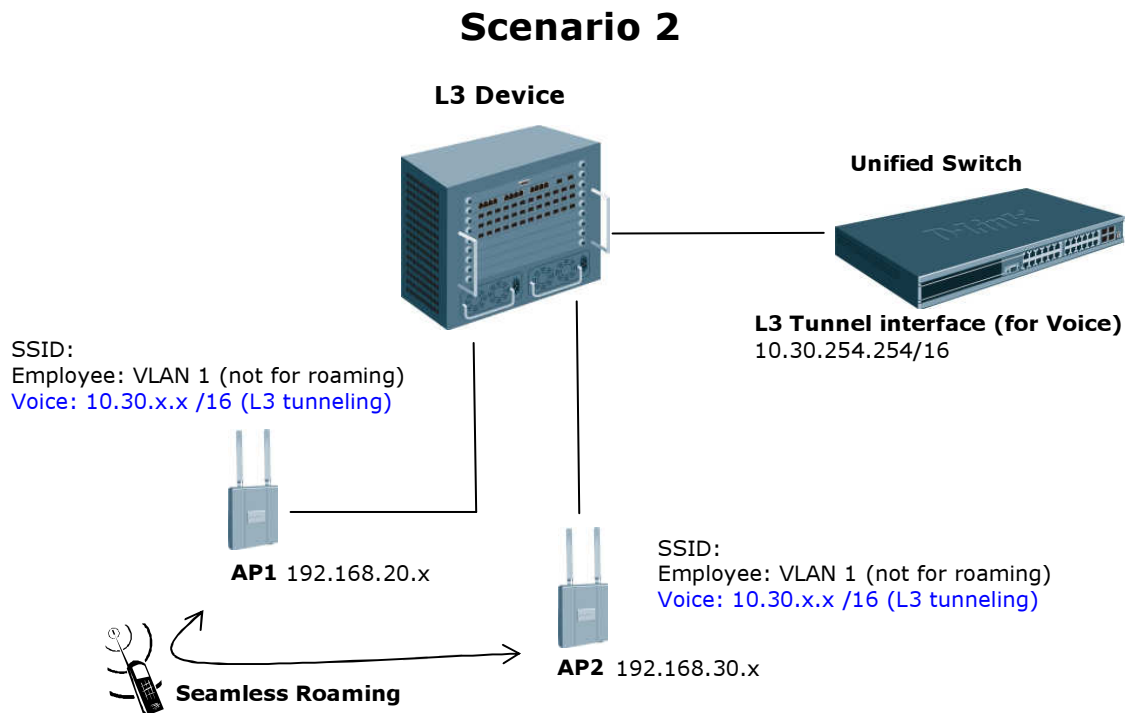 Scenario 2
L3 Device
Unified Switch
D-Link
L3 Tunnel interface (for Voice)
10.30.254.254/16
SSID:
Employee: VLAN 1 (not for roaming)
Voice: 10.30.x.x /16 (L3 tunneling)
AP1 192.168.20.x
SSID:
Employee: VLAN 1 (not for roaming)
Voice: 10.30.x.x /16 (L3 tunneling)
AP2 192.168.30.x
Seamless Roaming